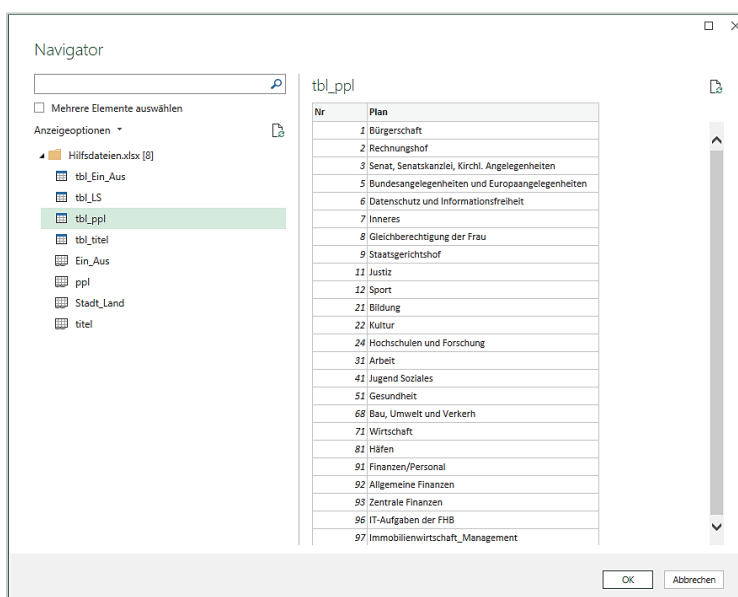 Navigator
Mehrere Elemente auswählen
Anzeigeoptionen
Hilfsdateien.xlsx [8]
tbl_Ein_Aus
tbl_LS
tbl_ppl
tbl_titel
Ein_Aus
ppl
Stadt_Land
titel
tbl_ppl
Nr Plan
1 Bürgerschaft
2 Rechnungshof
3 Senat, Senatskanzlei, Kirchl. Angelegenheiten
5 Bundesangelegenheiten und Europaangelegenheiten
6 Datenschutz und Informationsfreiheit
7 Inneres
8 Gleichberechtigung der Frau
9 Staatsgerichtshof
11 Justiz
12 Sport
21 Bildung
22 Kultur
24 Hochschulen und Forschung
31 Arbeit
41 Jugend Soziales
51 Gesundheit
68 Bau, Umwelt und Verkerh
71 Wirtschaft
81 Häfen
91 Finanzen/Personal
92 Allgemeine Finanzen
93 Zentrale Finanzen
96 IT-Aufgaben der FHB
97 Immobilienwirtschaft_Management
OK Abbrechen